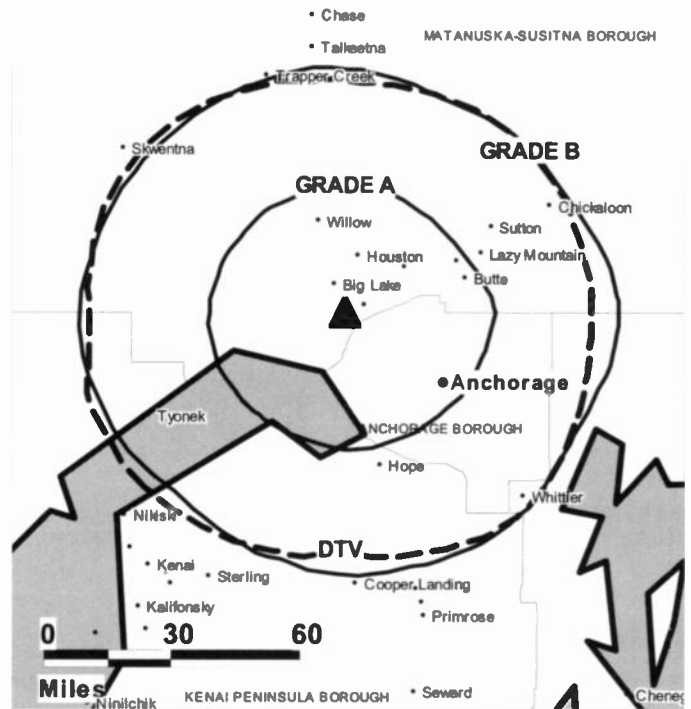 Chase
MATANUSKA-SUSITNA BOROUGH
Talkeetna
Trapper Creek
Skwentna
GRADE B
GRADE A
Chickaloon
Willow
Sutton
Houston
Lazy Mountain
Butte
Big Lake
Anchorage
Tyonek
ANCHORAGE BOROUGH
Hope
Whittier
Nikiski
DTV
Kenai
Sterling
Cooper Landing
Kalifonsky
Primrose
0 30 60
Miles
Ninilchik
KENAI PENINSULA BOROUGH
Seward
Cheneg